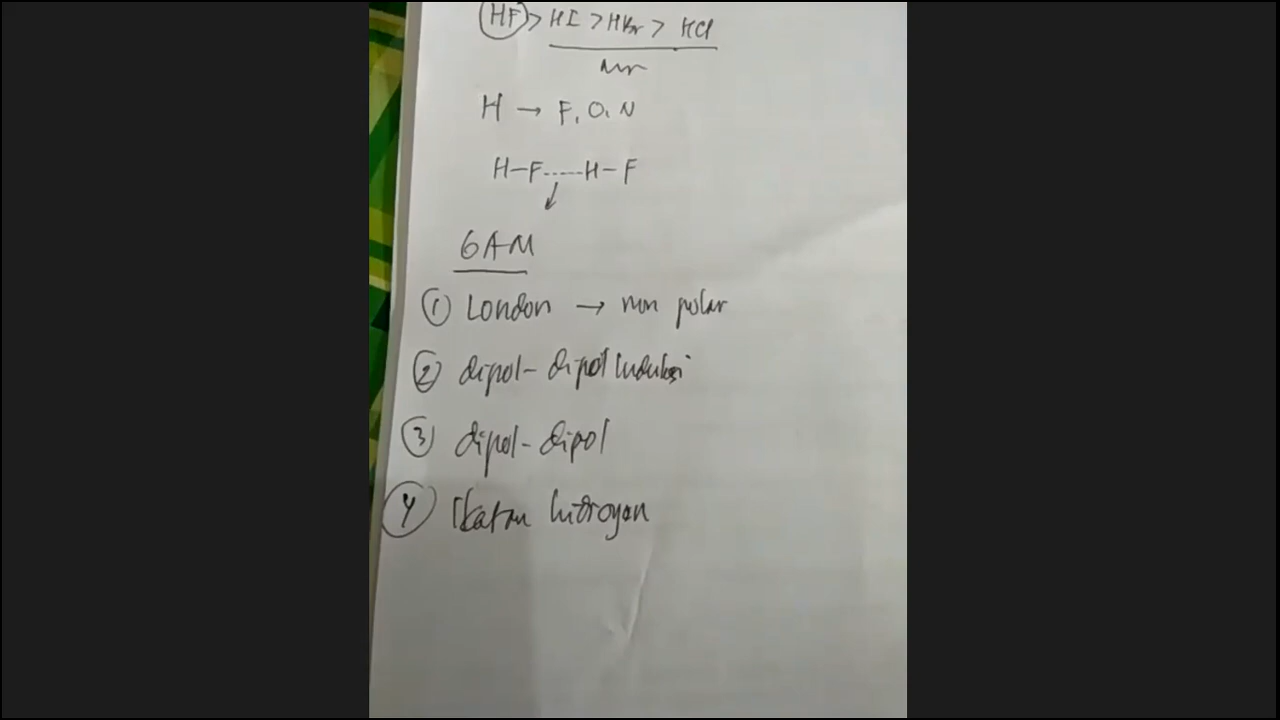 HF > HI > HBr > HCl
Mr
H → F, O, N
H-F-----H-F
GAM
① London → non polar
② dipol - dipol Induksi
③ dipol - dipol
④ Ikatan hidrogen